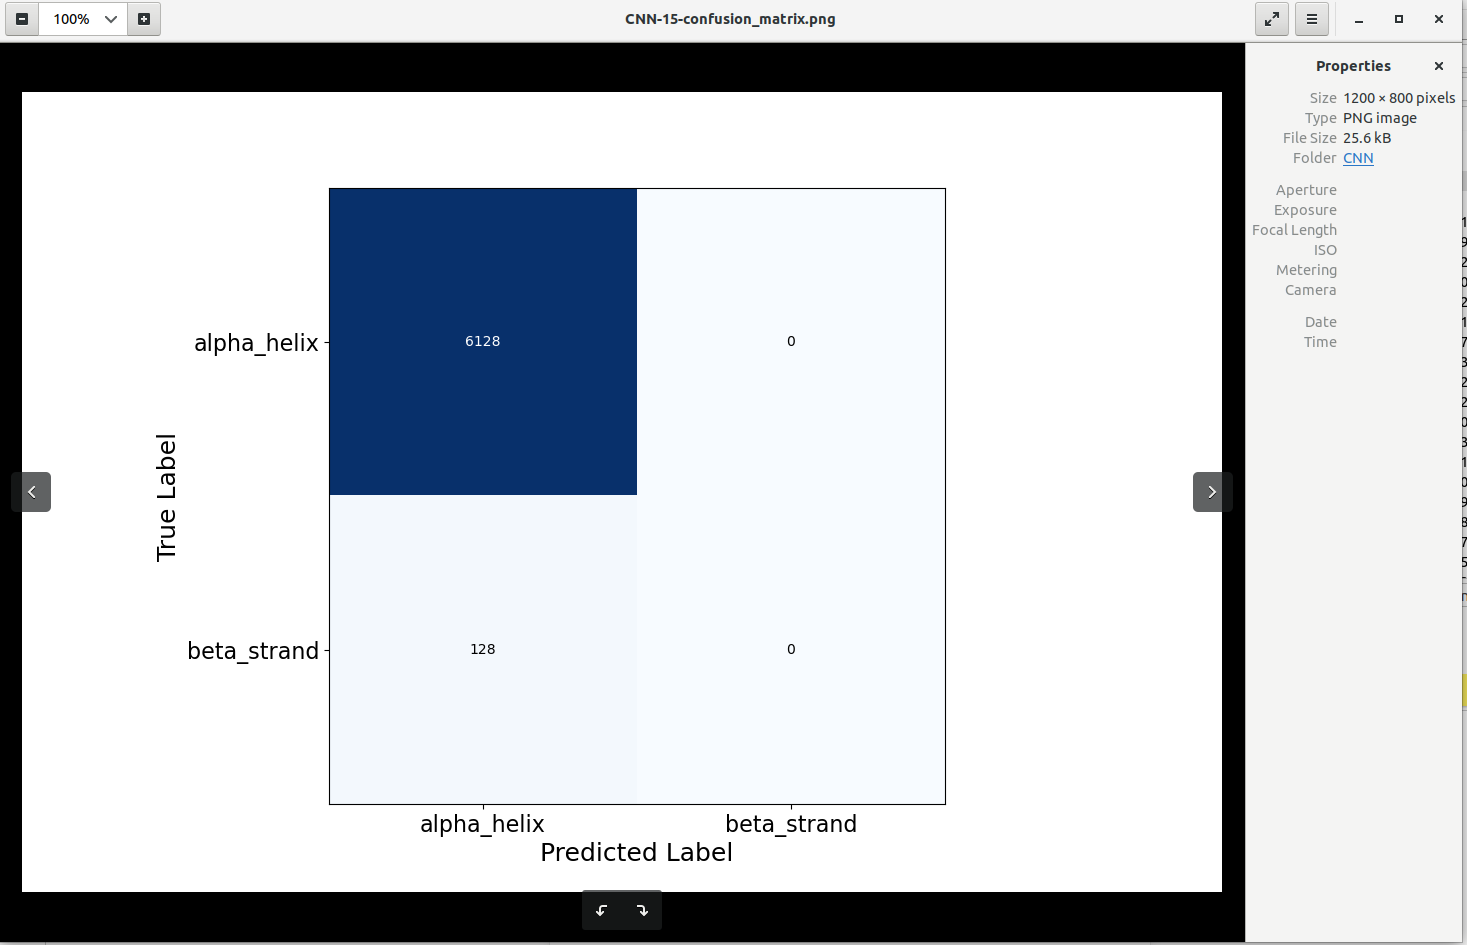 100%
CNN-15-confusion_matrix.png
Properties
Size 1200 × 800 pixels
Type PNG image
File Size 25.6 kB
Folder CNN
Aperture
Exposure
Focal Length
ISO
Metering
Camera
Date
Time
True Label
alpha_helix
6128
0
beta_strand
128
0
alpha_helix
beta_strand
Predicted Label